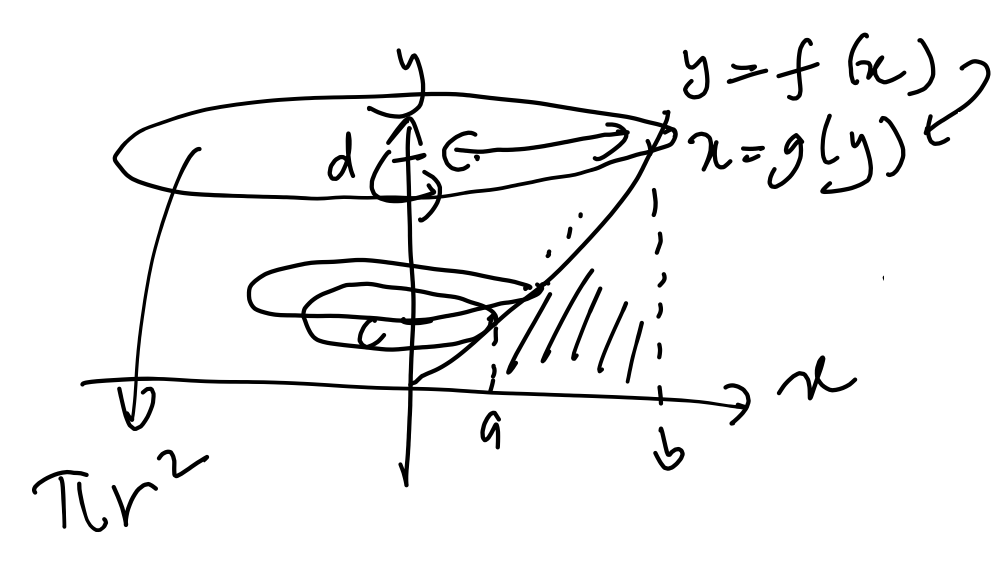 y
y = f(x)
x = g(y)
d
c
x
a
b
πr²